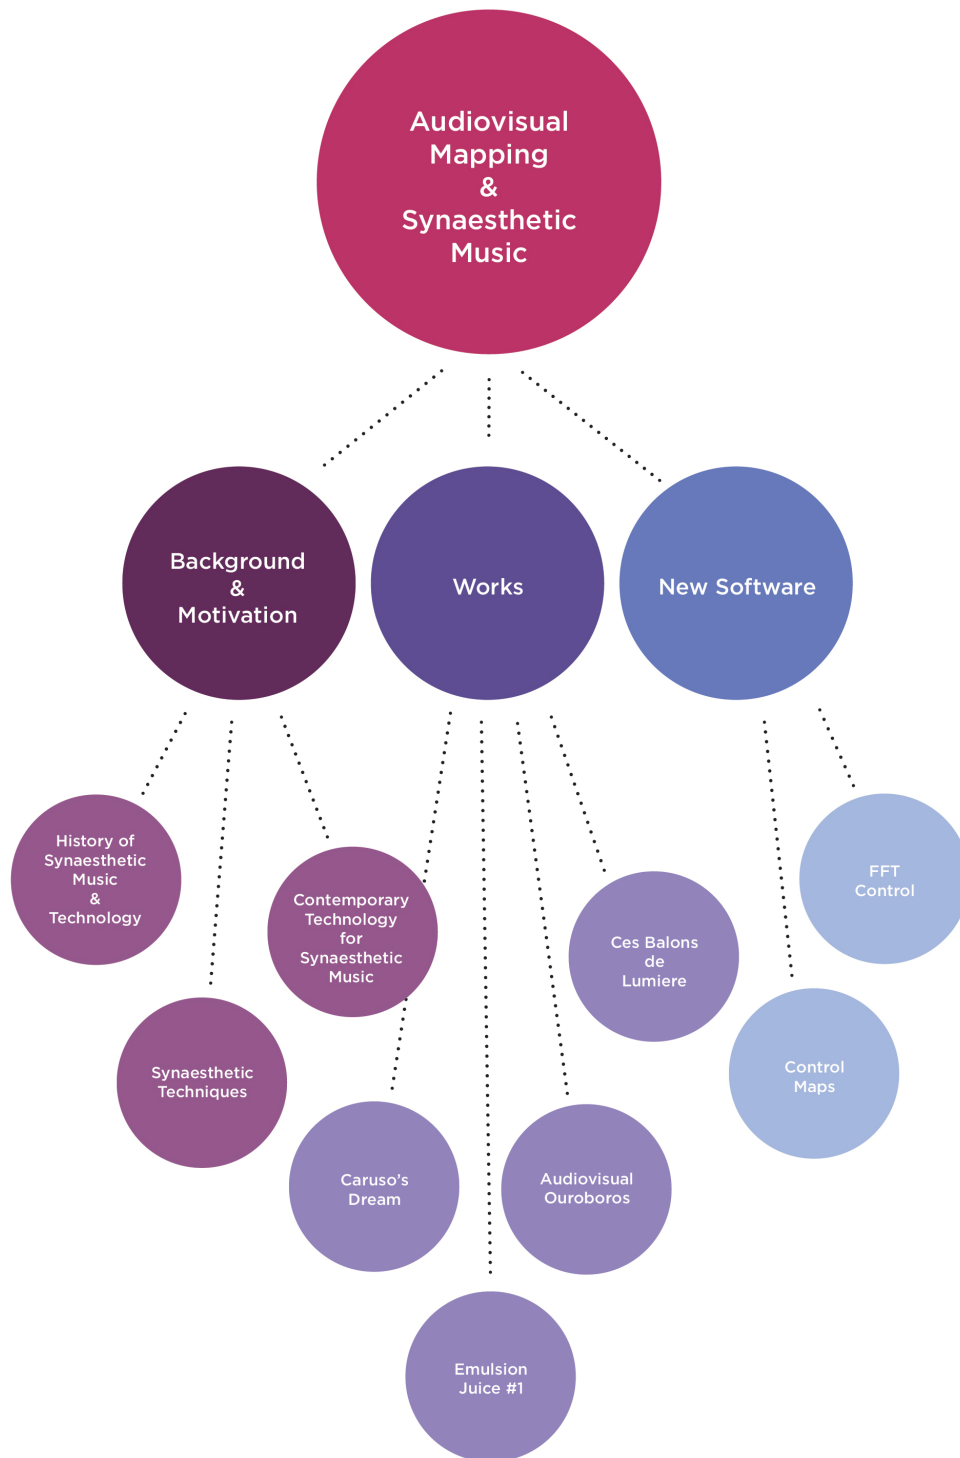 Audiovisual
Mapping
&
Synaesthetic
Music
Background
&
Motivation
Works
New Software
History of
Synaesthetic
Music
&
Technology
Synaesthetic
Techniques
Contemporary
Technology
for
Synaesthetic
Music
Caruso's
Dream
Emulsion
Juice #1
Audiovisual
Ouroboros
Ces Balons
de
Lumiere
Control
Maps
FFT
Control